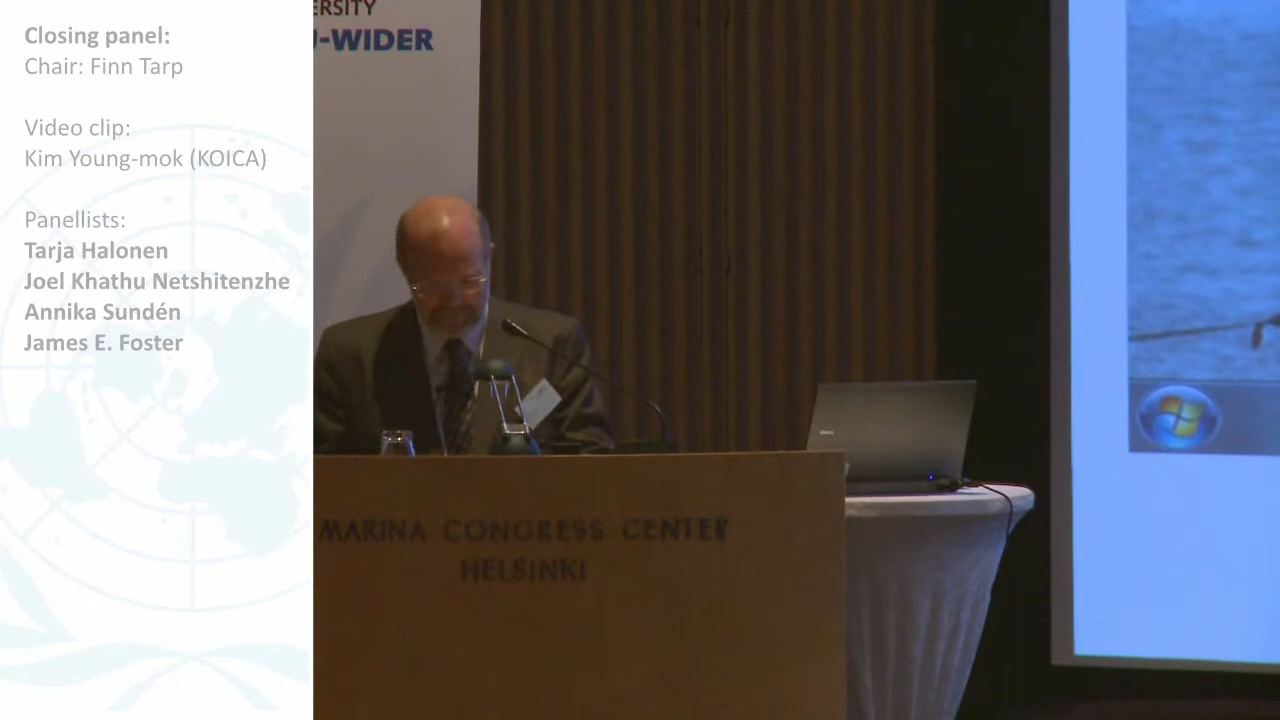 Closing panel:
Chair: Finn Tarp
Video clip:
Kim Young-mok (KOICA)
Panellists:
Tarja Halonen
Joel Khathu Netshitenzhe
Annika Sundén
James E. Foster
ERSITY
U-WIDER
DELL
MARINA CONGRESS CENTER
HELSINKI